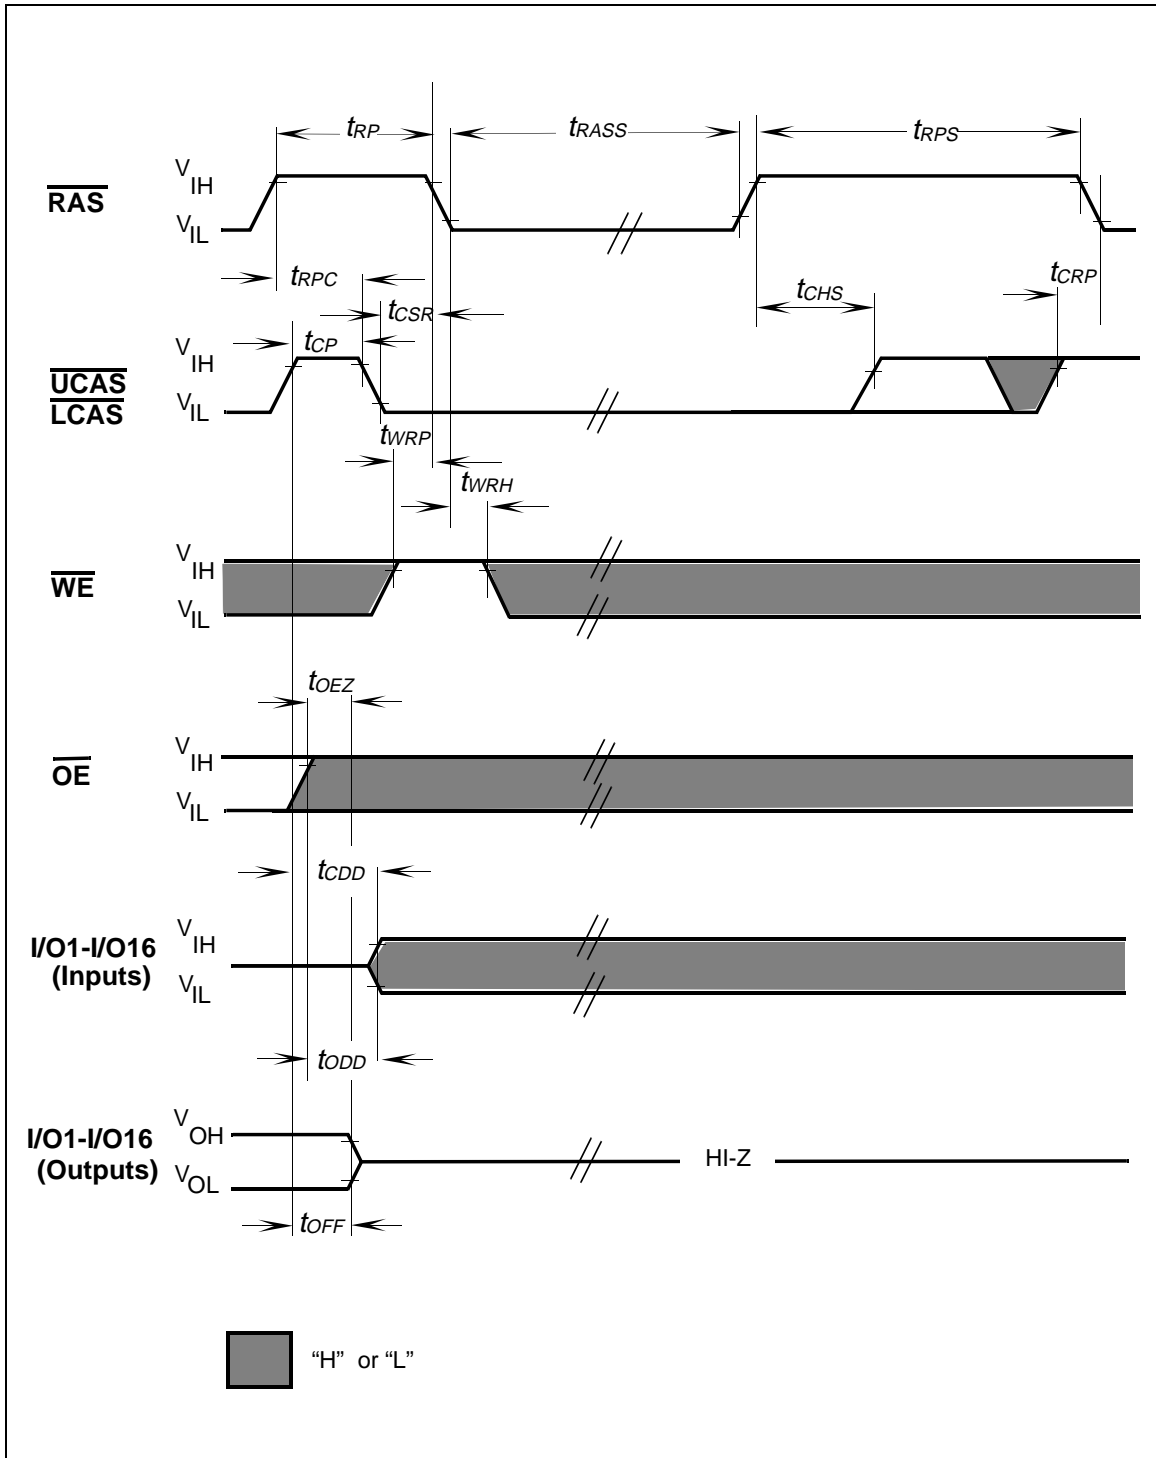 tRP
tRASS
tRPS
VIH
RAS
VIL
tRPC
tCHS
tCRP
tCSR
tCP
VIH
UCAS
LCAS
VIL
tWRP
tWRH
VIH
WE
VIL
tOEZ
VIH
OE
VIL
tCDD
I/O1-I/O16
(Inputs)
VIH
VIL
tODD
I/O1-I/O16
(Outputs)
VOH
VOL
HI-Z
tOFF
“H” or “L”